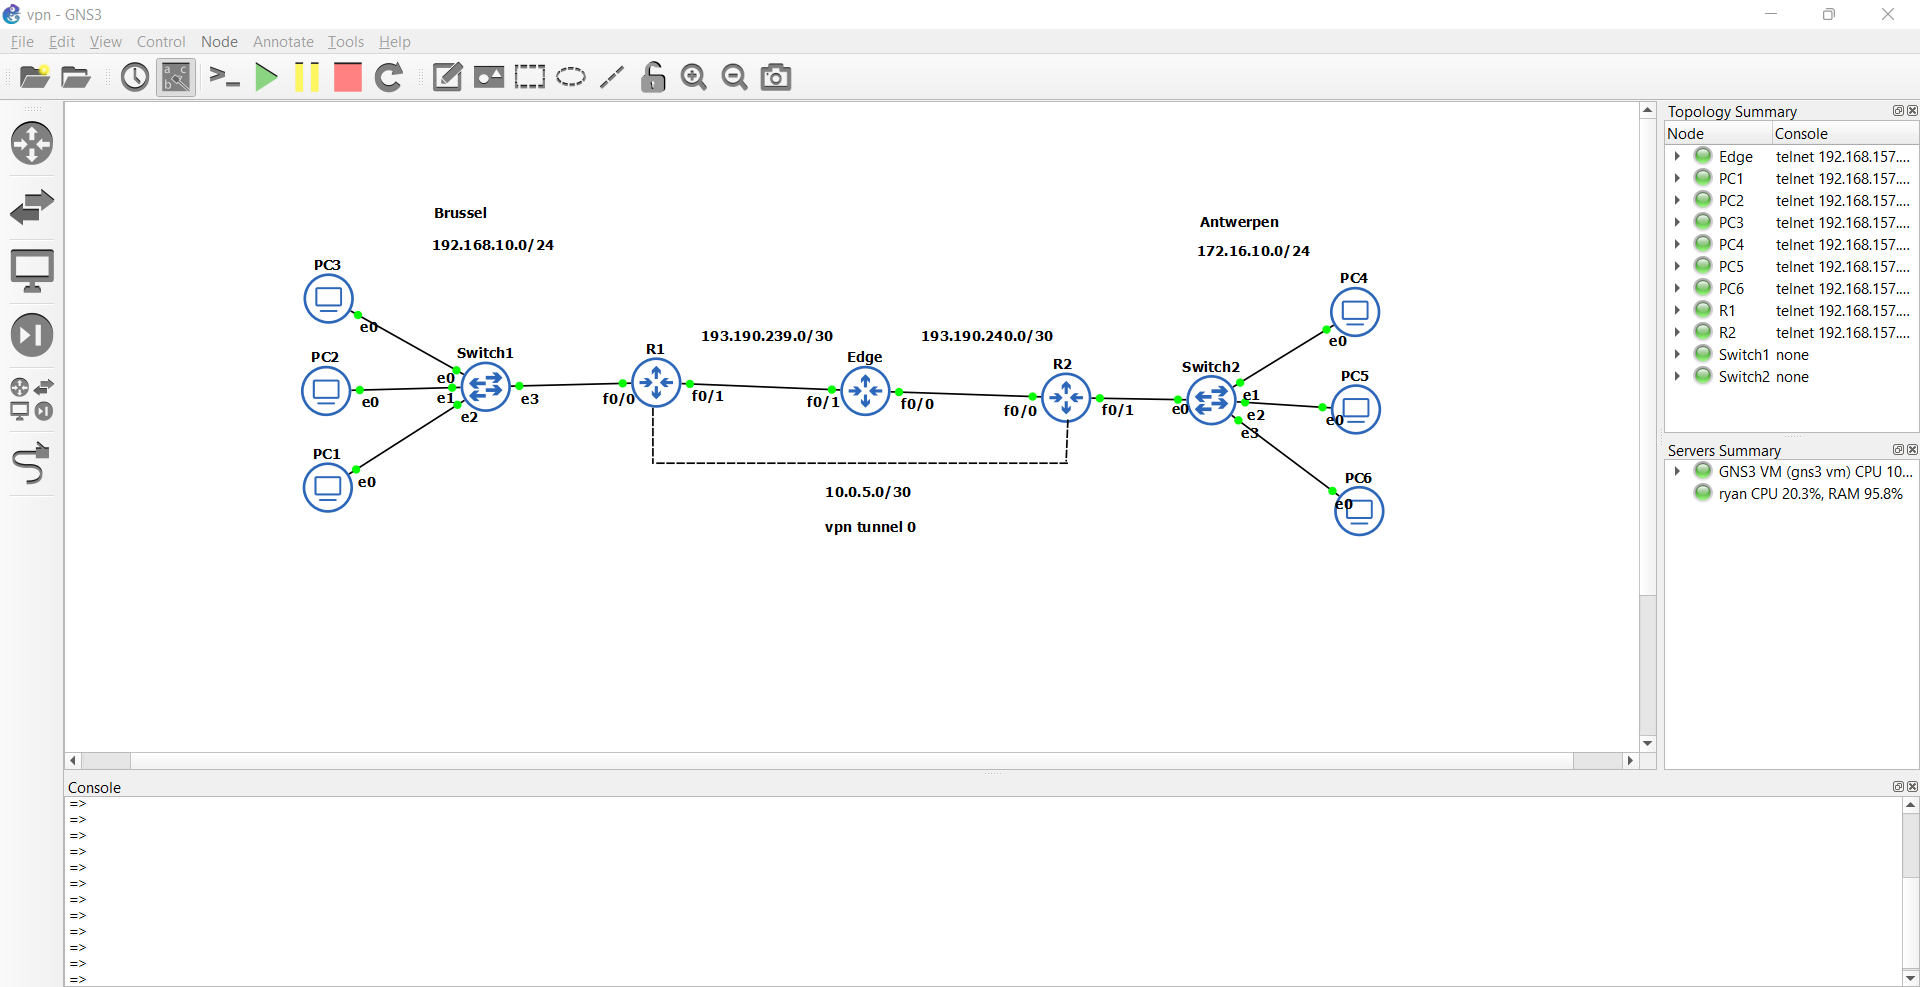 vpn - GNS3
File Edit View Control Node Annotate Tools Help
Topology Summary
Node Console
Edge telnet 192.168.157....
PC1 telnet 192.168.157....
PC2 telnet 192.168.157....
PC3 telnet 192.168.157....
PC4 telnet 192.168.157....
PC5 telnet 192.168.157....
PC6 telnet 192.168.157....
R1 telnet 192.168.157....
R2 telnet 192.168.157....
Switch1 none
Switch2 none
Servers Summary
GNS3 VM (gns3 vm) CPU 10...
ryan CPU 20.3%, RAM 95.8%
Brussel
192.168.10.0/24
Antwerpen
172.16.10.0/24
PC3
e0
PC2
e0
PC1
e0
Switch1
e0
e1
e2
e3
R1
f0/0
f0/1
193.190.239.0/30
Edge
f0/1
f0/0
193.190.240.0/30
R2
f0/0
f0/1
Switch2
e0
e1
e2
e3
PC4
e0
PC5
e0
PC6
e0
10.0.5.0/30
vpn tunnel 0
Console
=>
=>
=>
=>
=>
=>
=>
=>
=>
=>
=>
=>